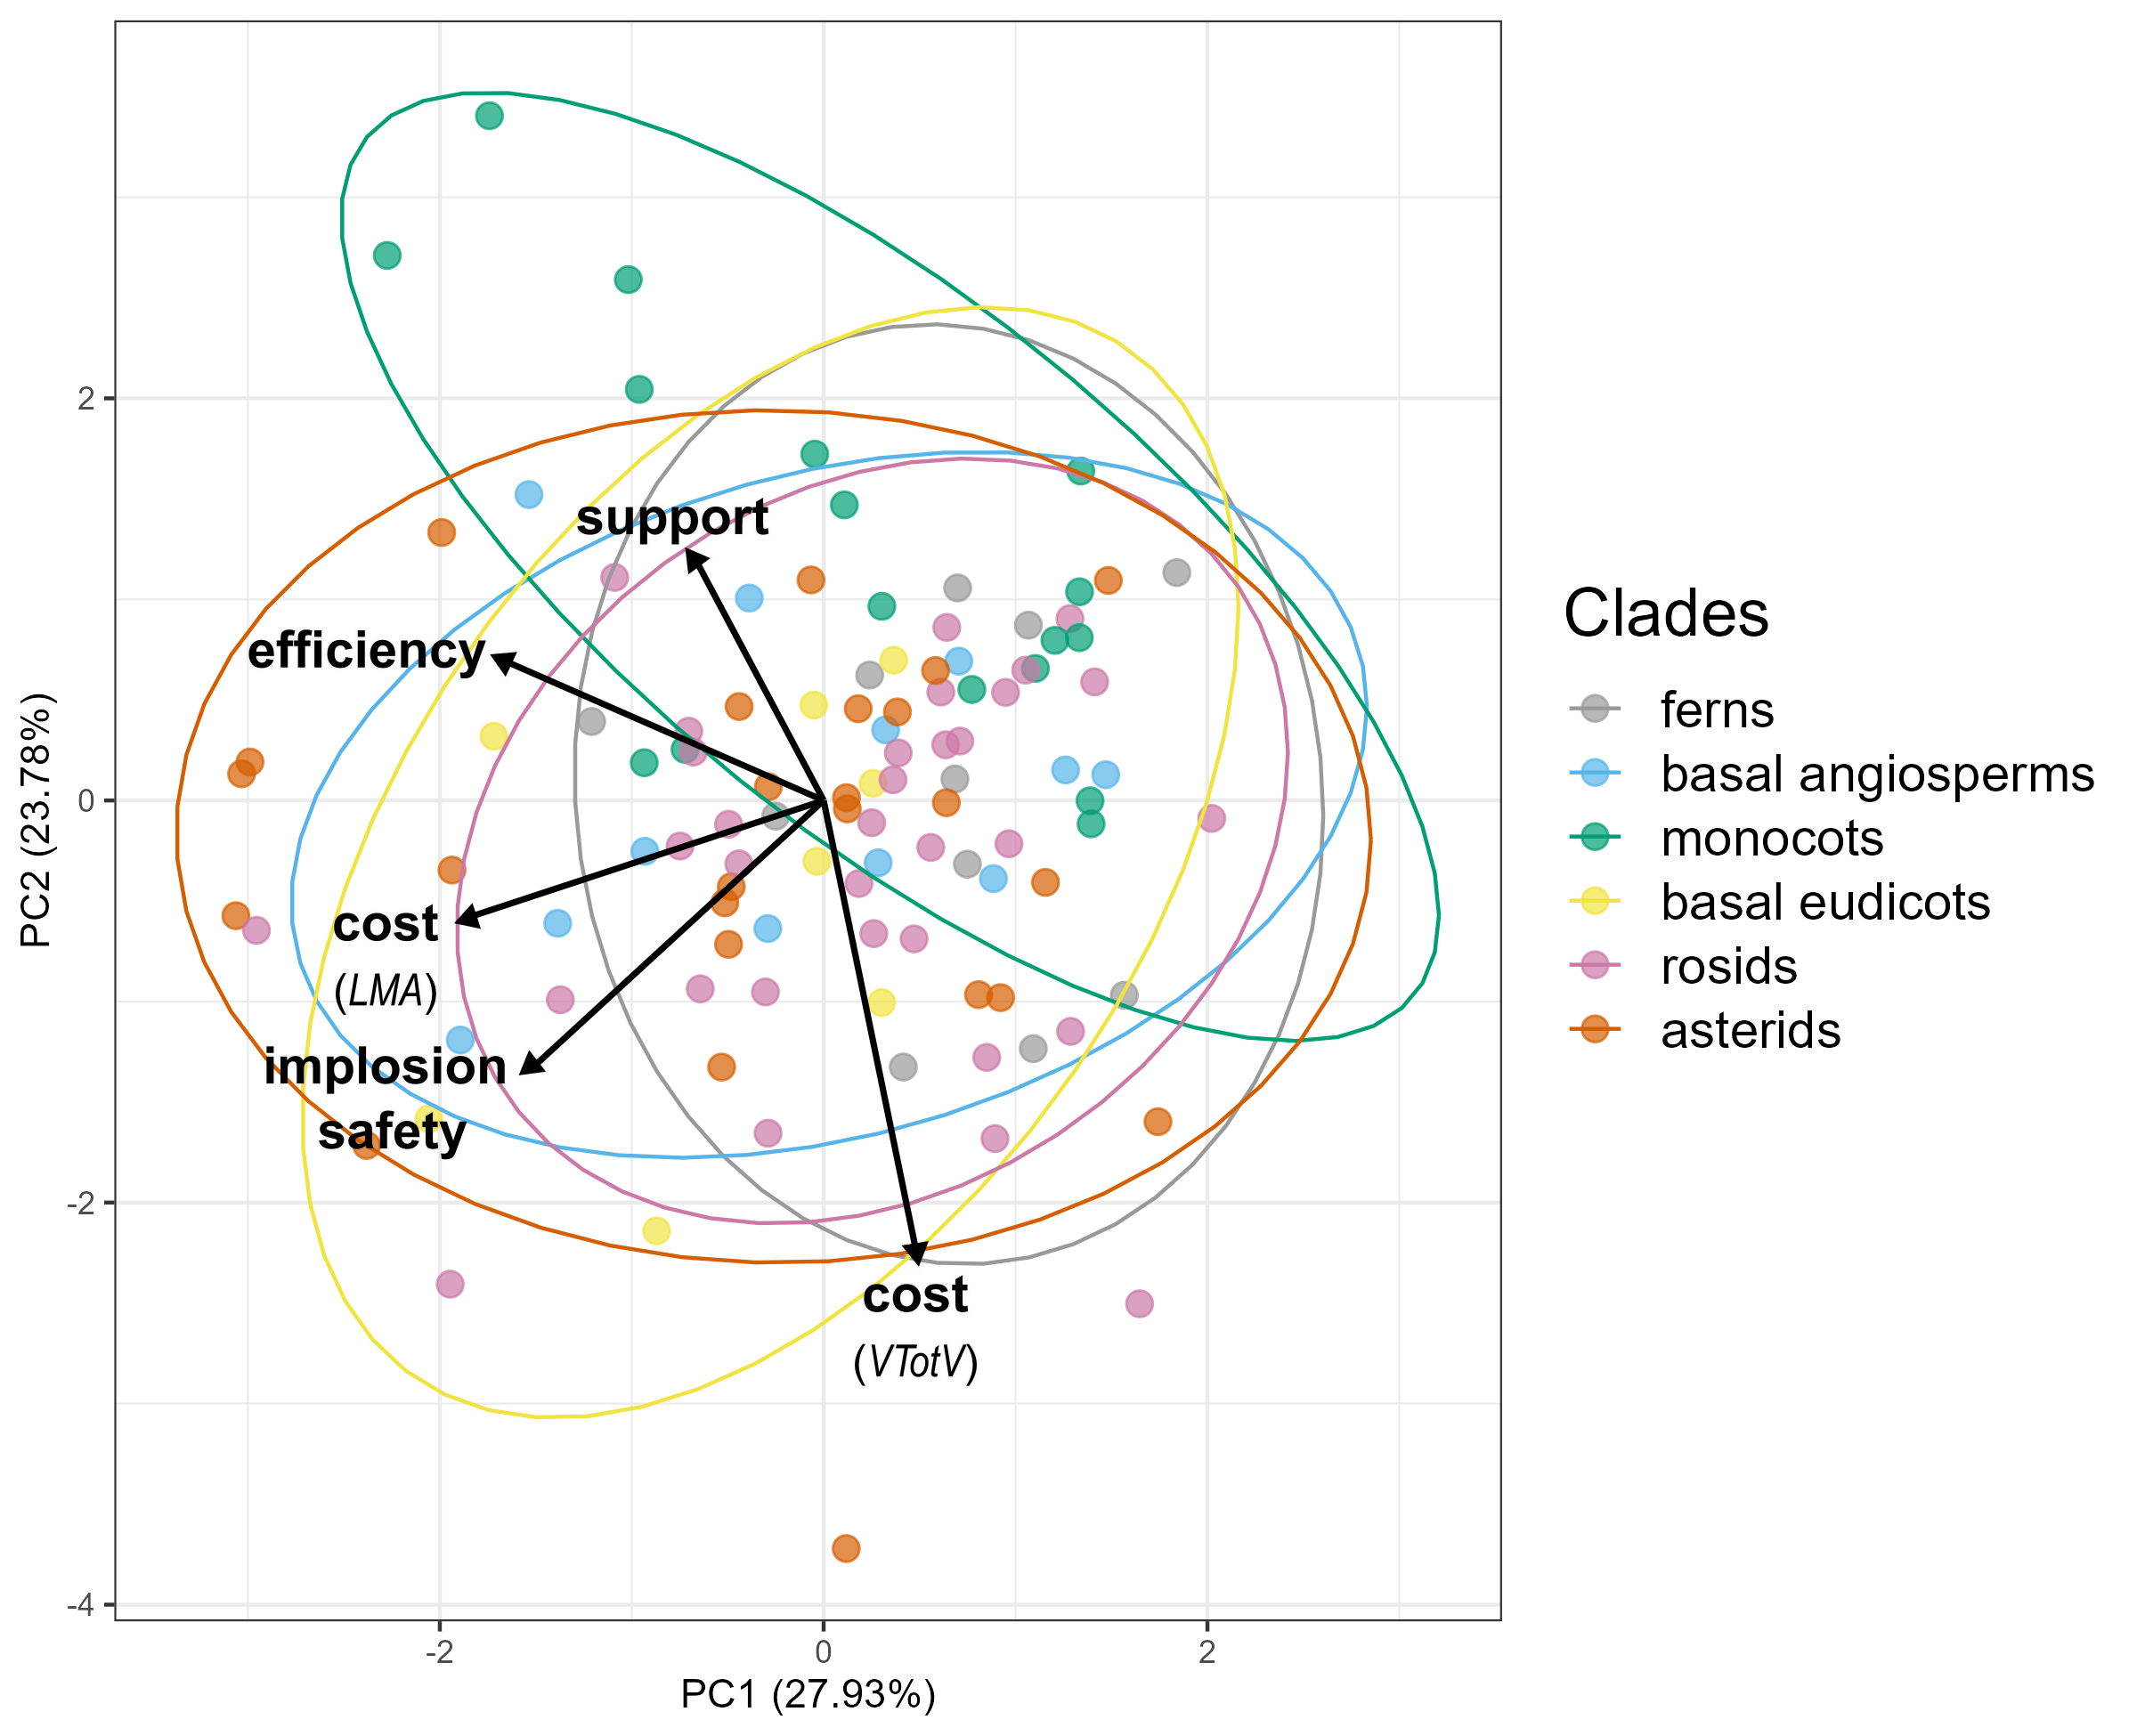 support
efficiency
cost
(LMA)
implosion
safety
cost
(VTotV)
2
0
-2
-4
-2
0
2
PC1 (27.93%)
PC2 (23.78%)
Clades
ferns
basal angiosperms
monocots
basal eudicots
rosids
asterids